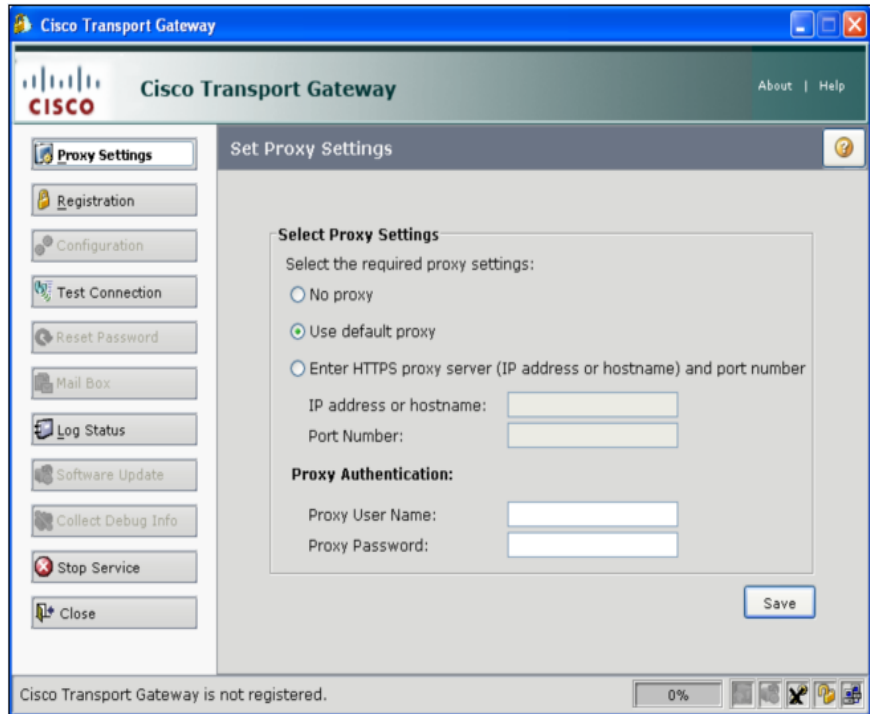 Cisco Transport Gateway
CISCO
Cisco Transport Gateway
About | Help
Proxy Settings
Registration
Configuration
Test Connection
Reset Password
Mail Box
Log Status
Software Update
Collect Debug Info
Stop Service
Close
Set Proxy Settings
Select Proxy Settings
Select the required proxy settings:
No proxy
Use default proxy
Enter HTTPS proxy server (IP address or hostname) and port number
IP address or hostname:
Port Number:
Proxy Authentication:
Proxy User Name:
Proxy Password:
Save
Cisco Transport Gateway is not registered.
0%